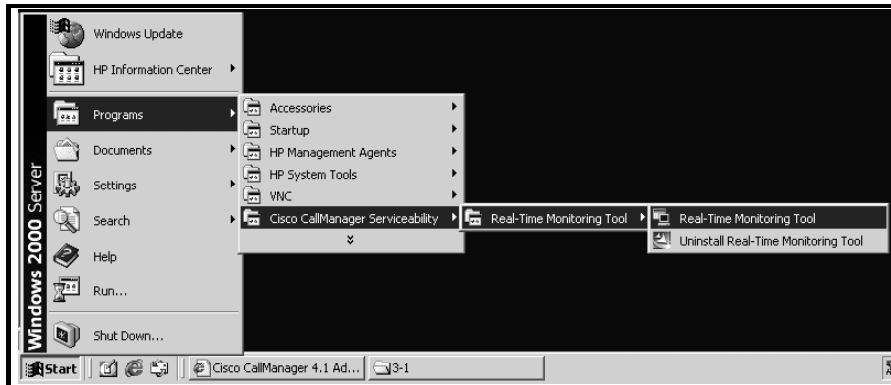 Windows 2000 Server
Windows Update
HP Information Center
Programs
Documents
Settings
Search
Help
Run...
Shut Down...
Accessories
Startup
HP Management Agents
HP System Tools
VNC
Cisco CallManager Serviceability
Real-Time Monitoring Tool
Real-Time Monitoring Tool
Uninstall Real-Time Monitoring Tool
Start
Cisco CallManager 4.1 Ad...
3-1